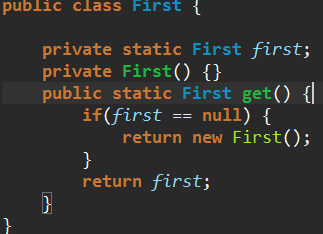 public class First {
private static First first;
private First() {}
public static First get() {
if(first == null) {
return new First();
}
return first;
}
}